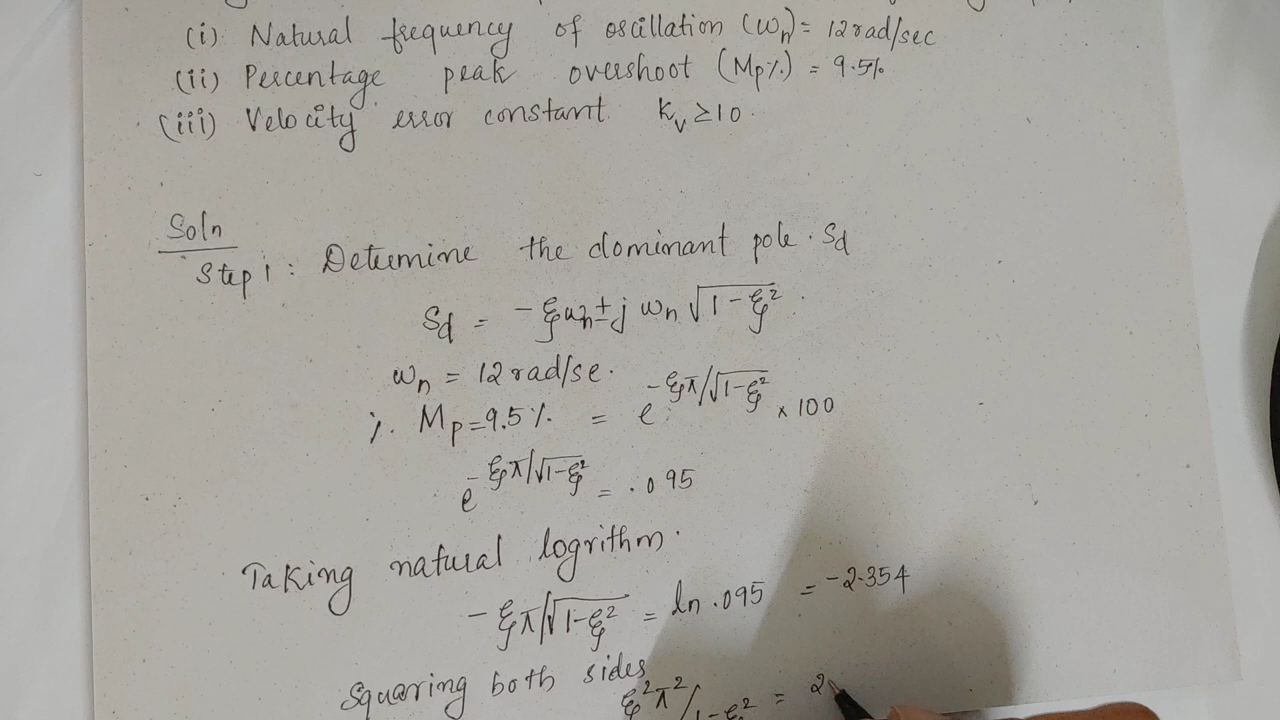 (i) Natural frequency of oscillation (ωn) = 12 rad/sec
(ii) Percentage peak overshoot (Mp%) = 9.5%
(iii) Velocity error constant Kv ≥ 10.
Soln
Step 1: Determine the dominant pole. Sd
Sd = -ξωn ± j ωn √1-ξ².
ωn = 12 rad/se.
%. Mp = 9.5%. = e^-ξπ/√1-ξ² × 100
e^-ξπ/√1-ξ² = .095
Taking natural logrithm.
-ξπ/√1-ξ² = ln .095 = -2.354
Squaring both sides
ξ²π²/1-ξ² = 2